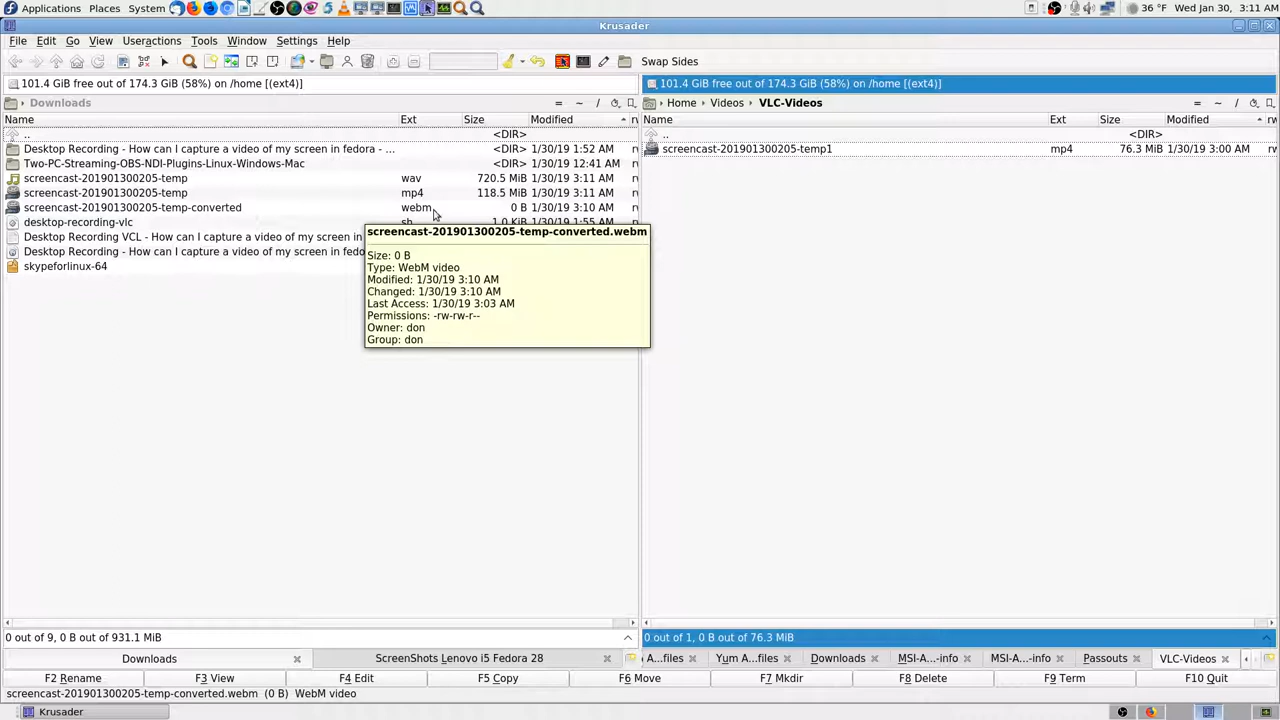 Applications Places System 36 °F Wed Jan 30, 3:11 AM
Krusader
File Edit Go View Useractions Tools Window Settings Help
Swap Sides
101.4 GiB free out of 174.3 GiB (58%) on /home [(ext4)] 101.4 GiB free out of 174.3 GiB (58%) on /home [(ext4)]
Downloads = ~ / Home Videos VLC-Videos = ~ /
Name Ext Size Modified Name Ext Size Modified
.. <DIR> .. <DIR>
Desktop Recording - How can I capture a video of my screen in fedora - ... <DIR> 1/30/19 1:52 AM screencast-201901300205-temp1 mp4 76.3 MiB 1/30/19 3:00 AM
Two-PC-Streaming-OBS-NDI-Plugins-Linux-Windows-Mac <DIR> 1/30/19 12:41 AM
screencast-201901300205-temp wav 720.5 MiB 1/30/19 3:11 AM
screencast-201901300205-temp mp4 118.5 MiB 1/30/19 3:11 AM
screencast-201901300205-temp-converted webm 0 B 1/30/19 3:10 AM
desktop-recording-vlc sh 1.0 KiB 1/30/19 1:55 AM
Desktop Recording VCL - How can I capture a video of my screen in
Desktop Recording - How can I capture a video of my screen in fedo
skypeforlinux-64
screencast-201901300205-temp-converted.webm
Size: 0 B
Type: WebM video
Modified: 1/30/19 3:10 AM
Changed: 1/30/19 3:10 AM
Last Access: 1/30/19 3:03 AM
Permissions: -rw-rw-r--
Owner: don
Group: don
0 out of 9, 0 B out of 931.1 MiB 0 out of 1, 0 B out of 76.3 MiB
Downloads ScreenShots Lenovo i5 Fedora 28 A...files Yum A...files Downloads MSI-A...-info MSI-A...-info Passouts VLC-Videos
F2 Rename F3 View F4 Edit F5 Copy F6 Move F7 Mkdir F8 Delete F9 Term F10 Quit
screencast-201901300205-temp-converted.webm (0 B) WebM video
Krusader